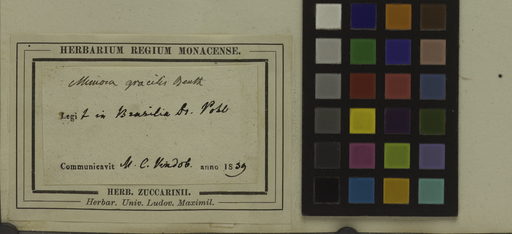 HERBARIUM REGIUM MONACENSE.
Mimosa gracilis Benth
Legit in Brasilia Dr. Pohl
Communicavit M. C. Vindob. anno 1839
HERB. ZUCCARINII.
Herbar. Univ. Ludov. Maximil.